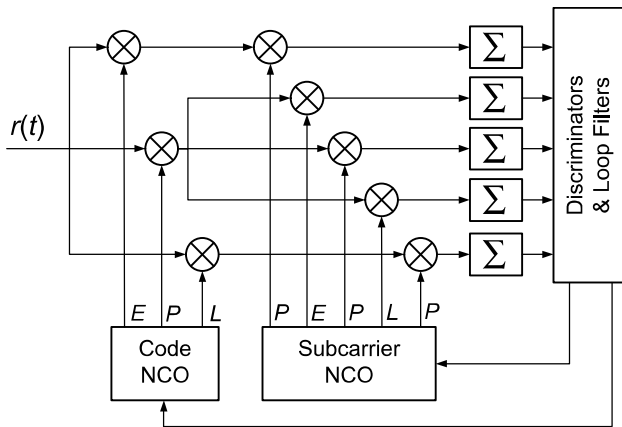 r(t)
Σ
Σ
Σ
Σ
Σ
Discriminators
& Loop Filters
E P L
P E P L P
Code
NCO
Subcarrier
NCO